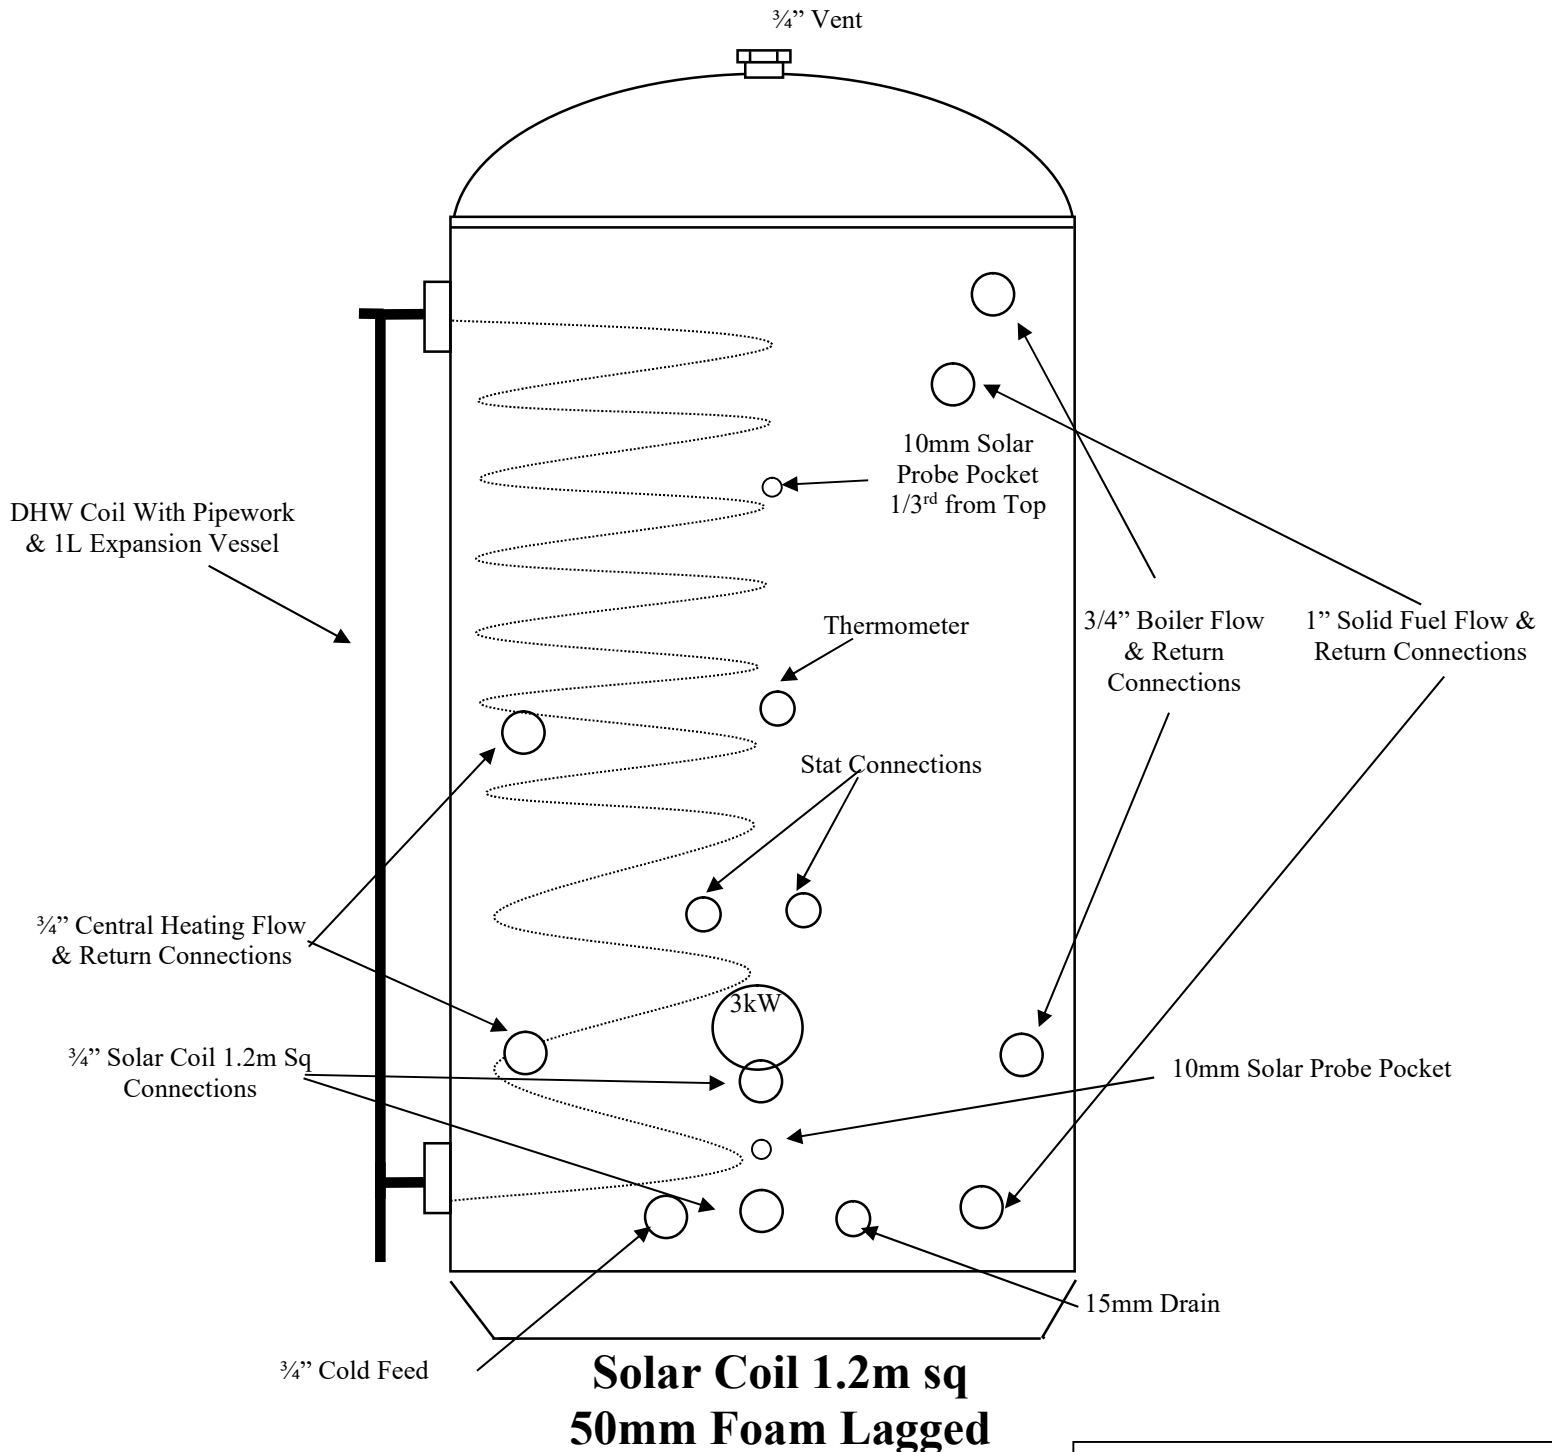 ¾” Vent
10mm Solar
Probe Pocket
1/3rd from Top
DHW Coil With Pipework
& 1L Expansion Vessel
Thermometer
3/4” Boiler Flow
& Return
Connections
1” Solid Fuel Flow &
Return Connections
Stat Connections
¾” Central Heating Flow
& Return Connections
3kW
¾” Solar Coil 1.2m Sq
Connections
10mm Solar Probe Pocket
15mm Drain
¾” Cold Feed
Solar Coil 1.2m sq
50mm Foam Lagged